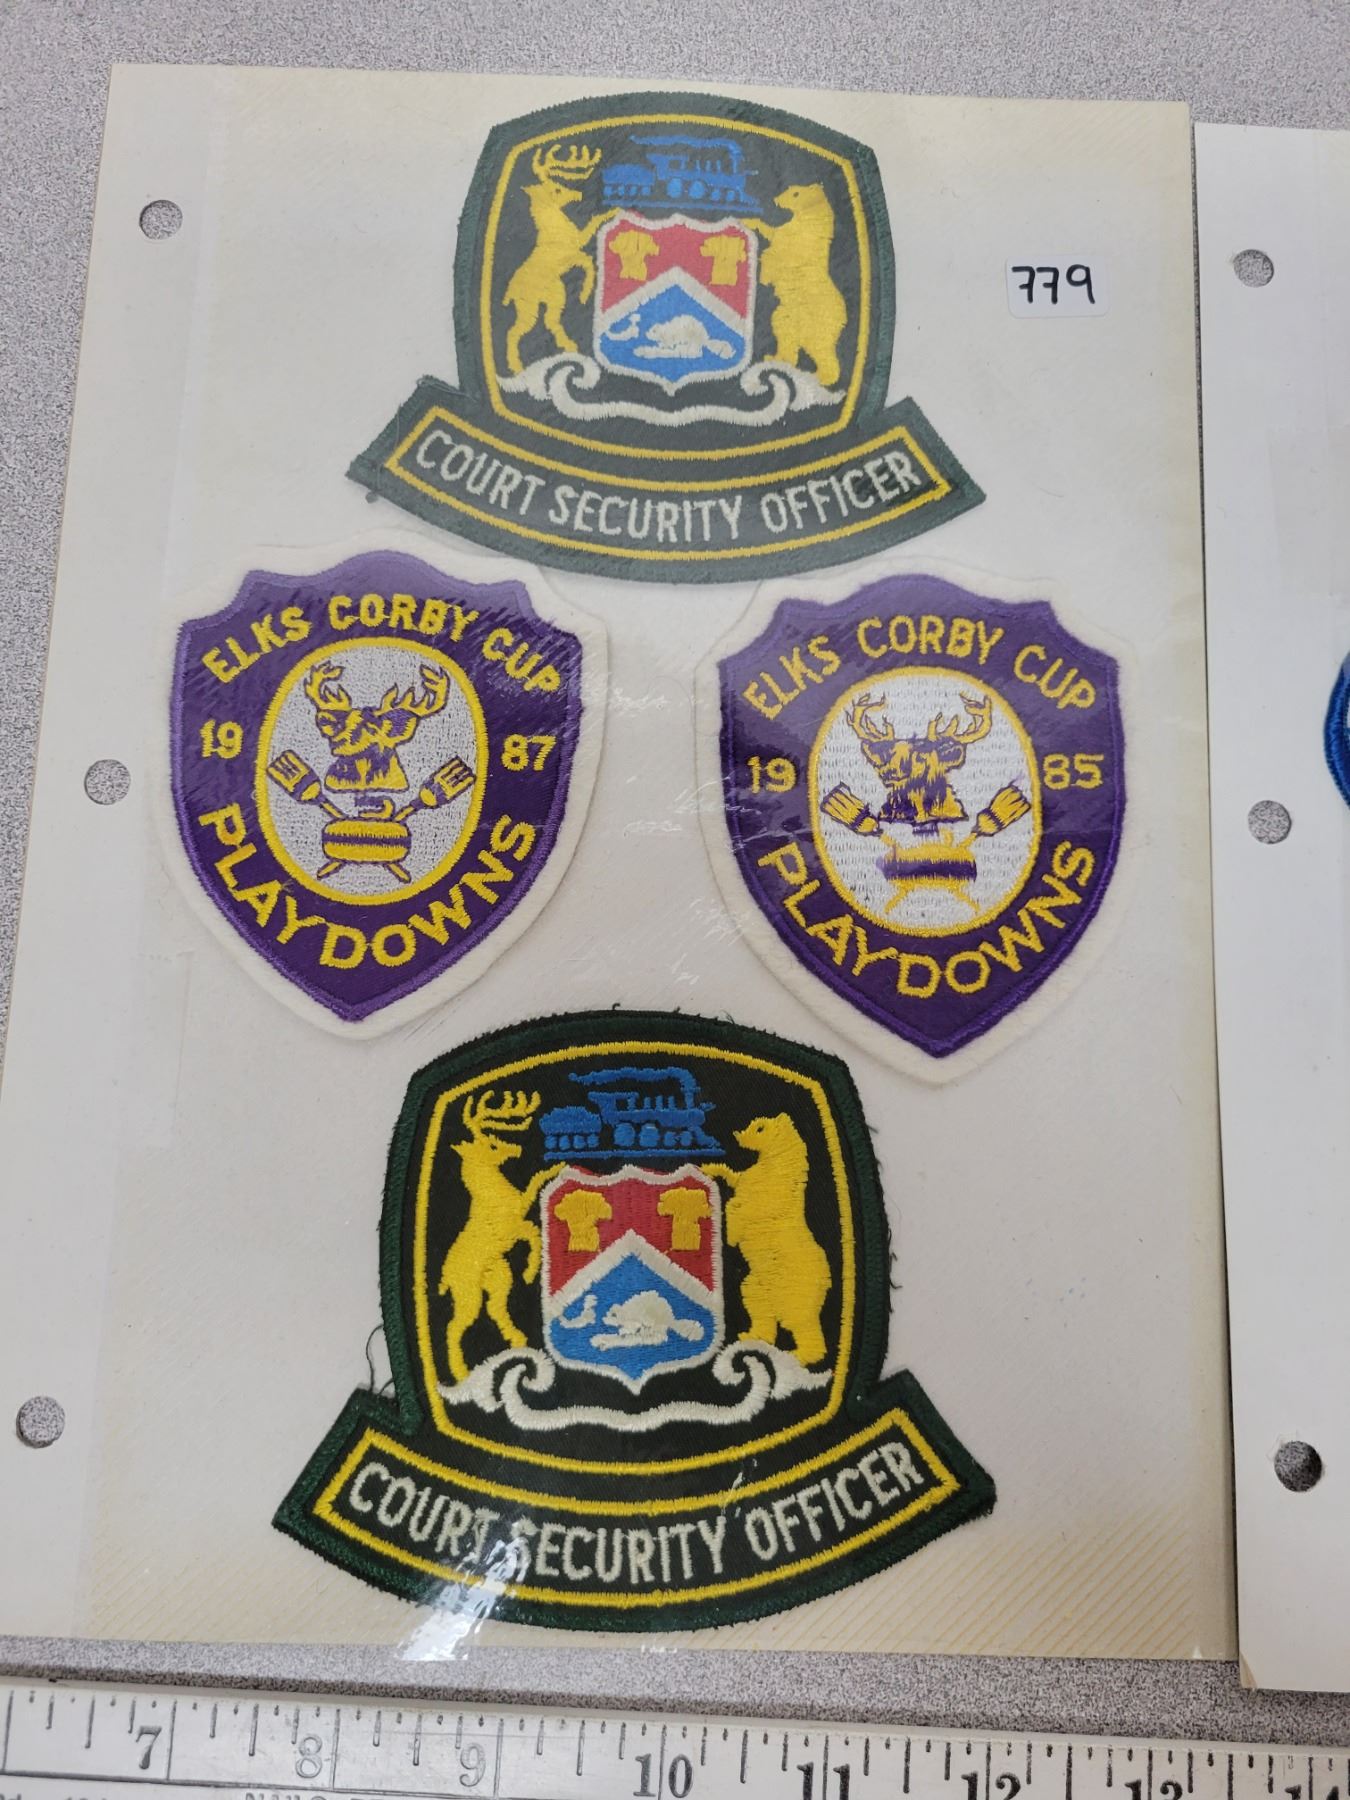 779
COURT SECURITY OFFICER
ELKS CORBY CUP
19 87
PLAYDOWNS
ELKS CORBY CUP
19 85
PLAYDOWNS
COURT SECURITY OFFICER
7 8 9 10 11 12 13 14